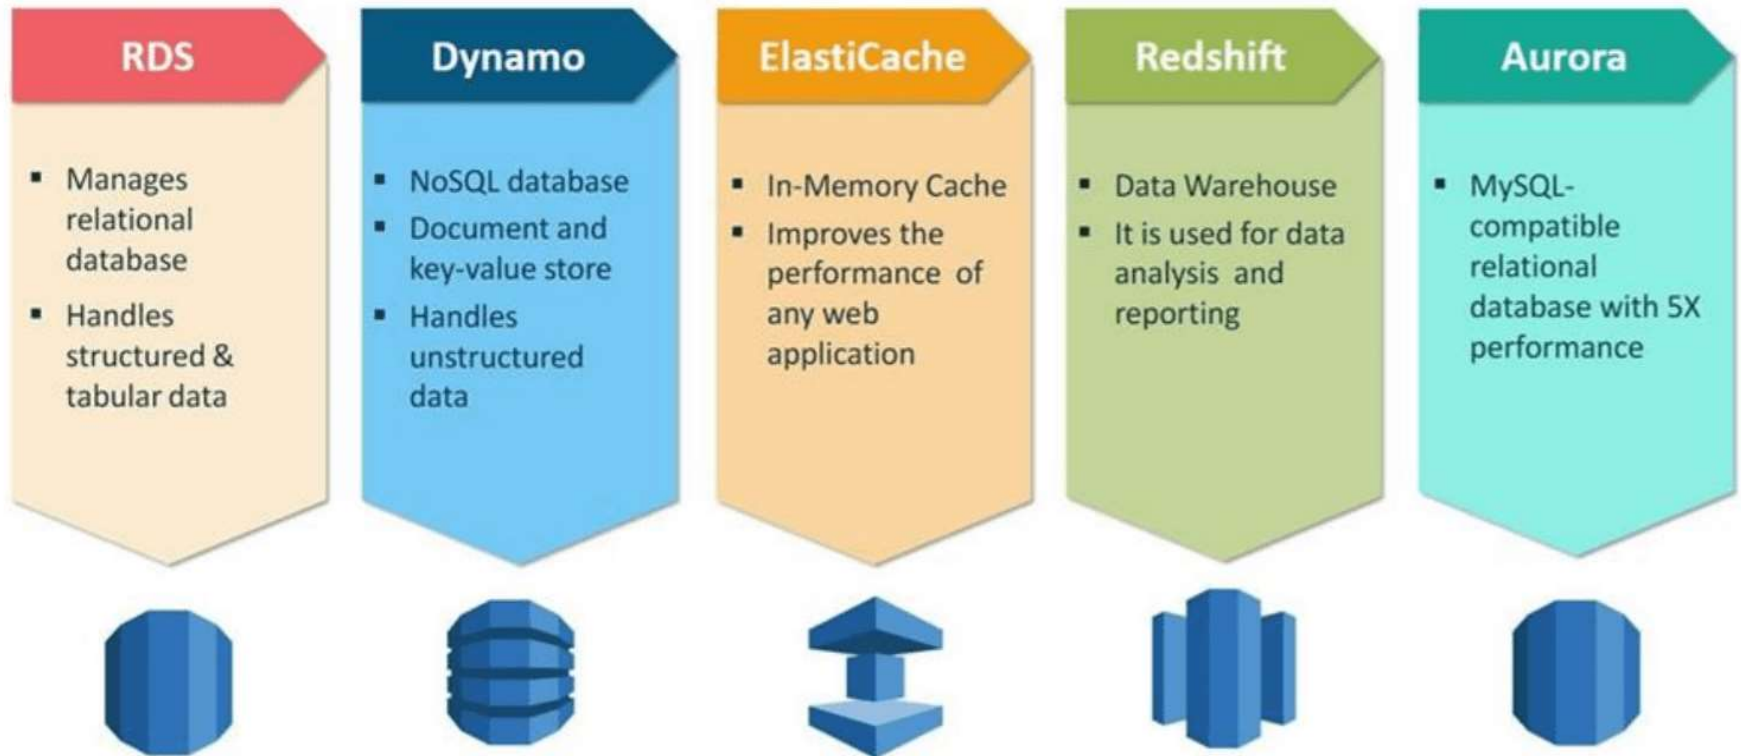 RDS
▪ Manages
relational
database
▪ Handles
structured &
tabular data
Dynamo
▪ NoSQL database
▪ Document and
key-value store
▪ Handles
unstructured
data
ElastiCache
▪ In-Memory Cache
▪ Improves the
performance of
any web
application
Redshift
▪ Data Warehouse
▪ It is used for data
analysis and
reporting
Aurora
▪ MySQL-
compatible
relational
database with 5X
performance